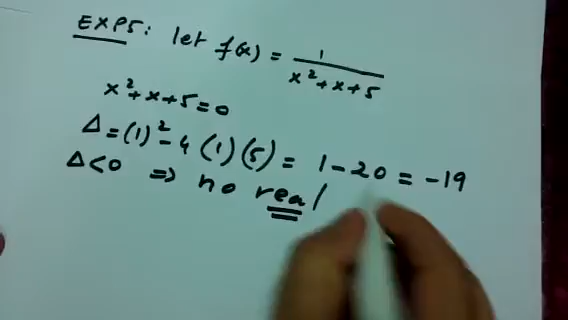 EXP5: let f(x) = 1 / x² + x + 5
x² + x + 5 = 0
Δ = (1)² - 4 (1) (5) = 1 - 20 = -19
Δ < 0 ⇒ no real